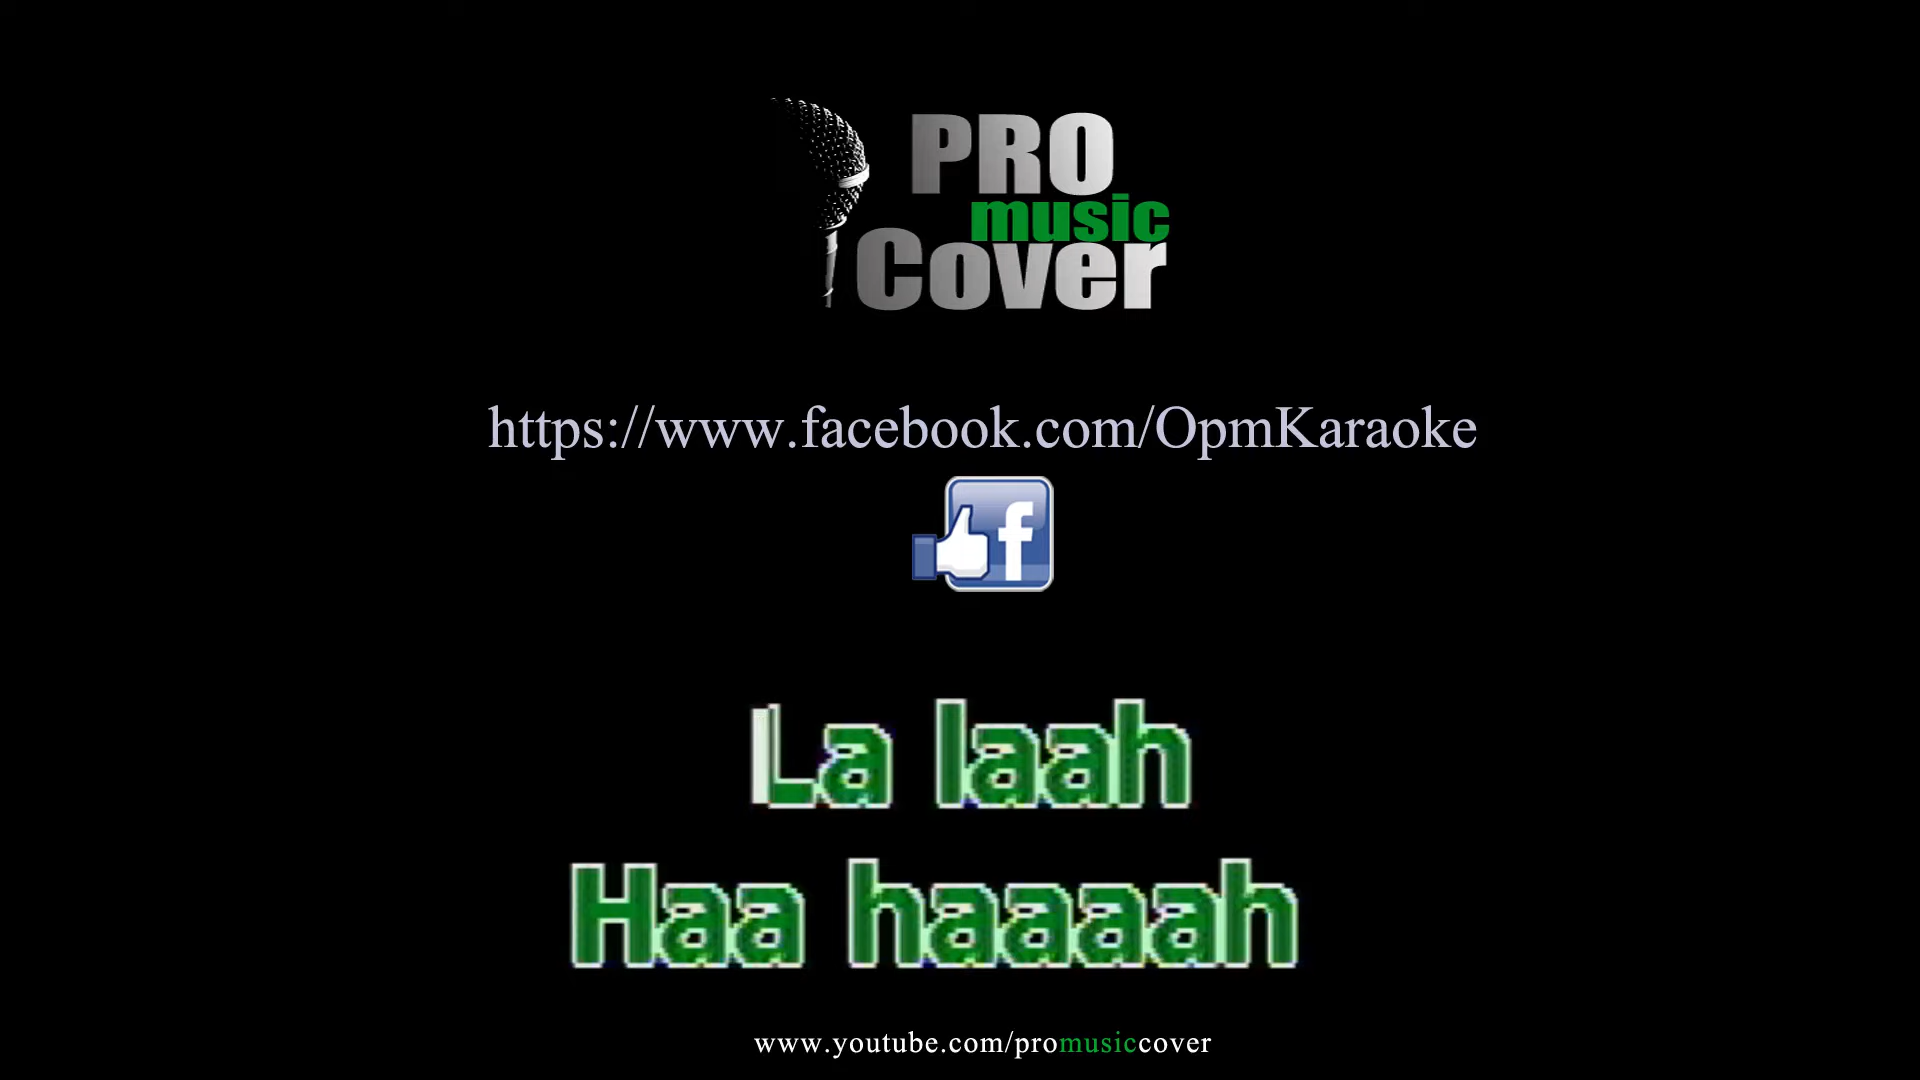 PRO
music
Cover
https://www.facebook.com/OpmKaraoke
f
La laah
Haa haaaah
www.youtube.com/promusiccover